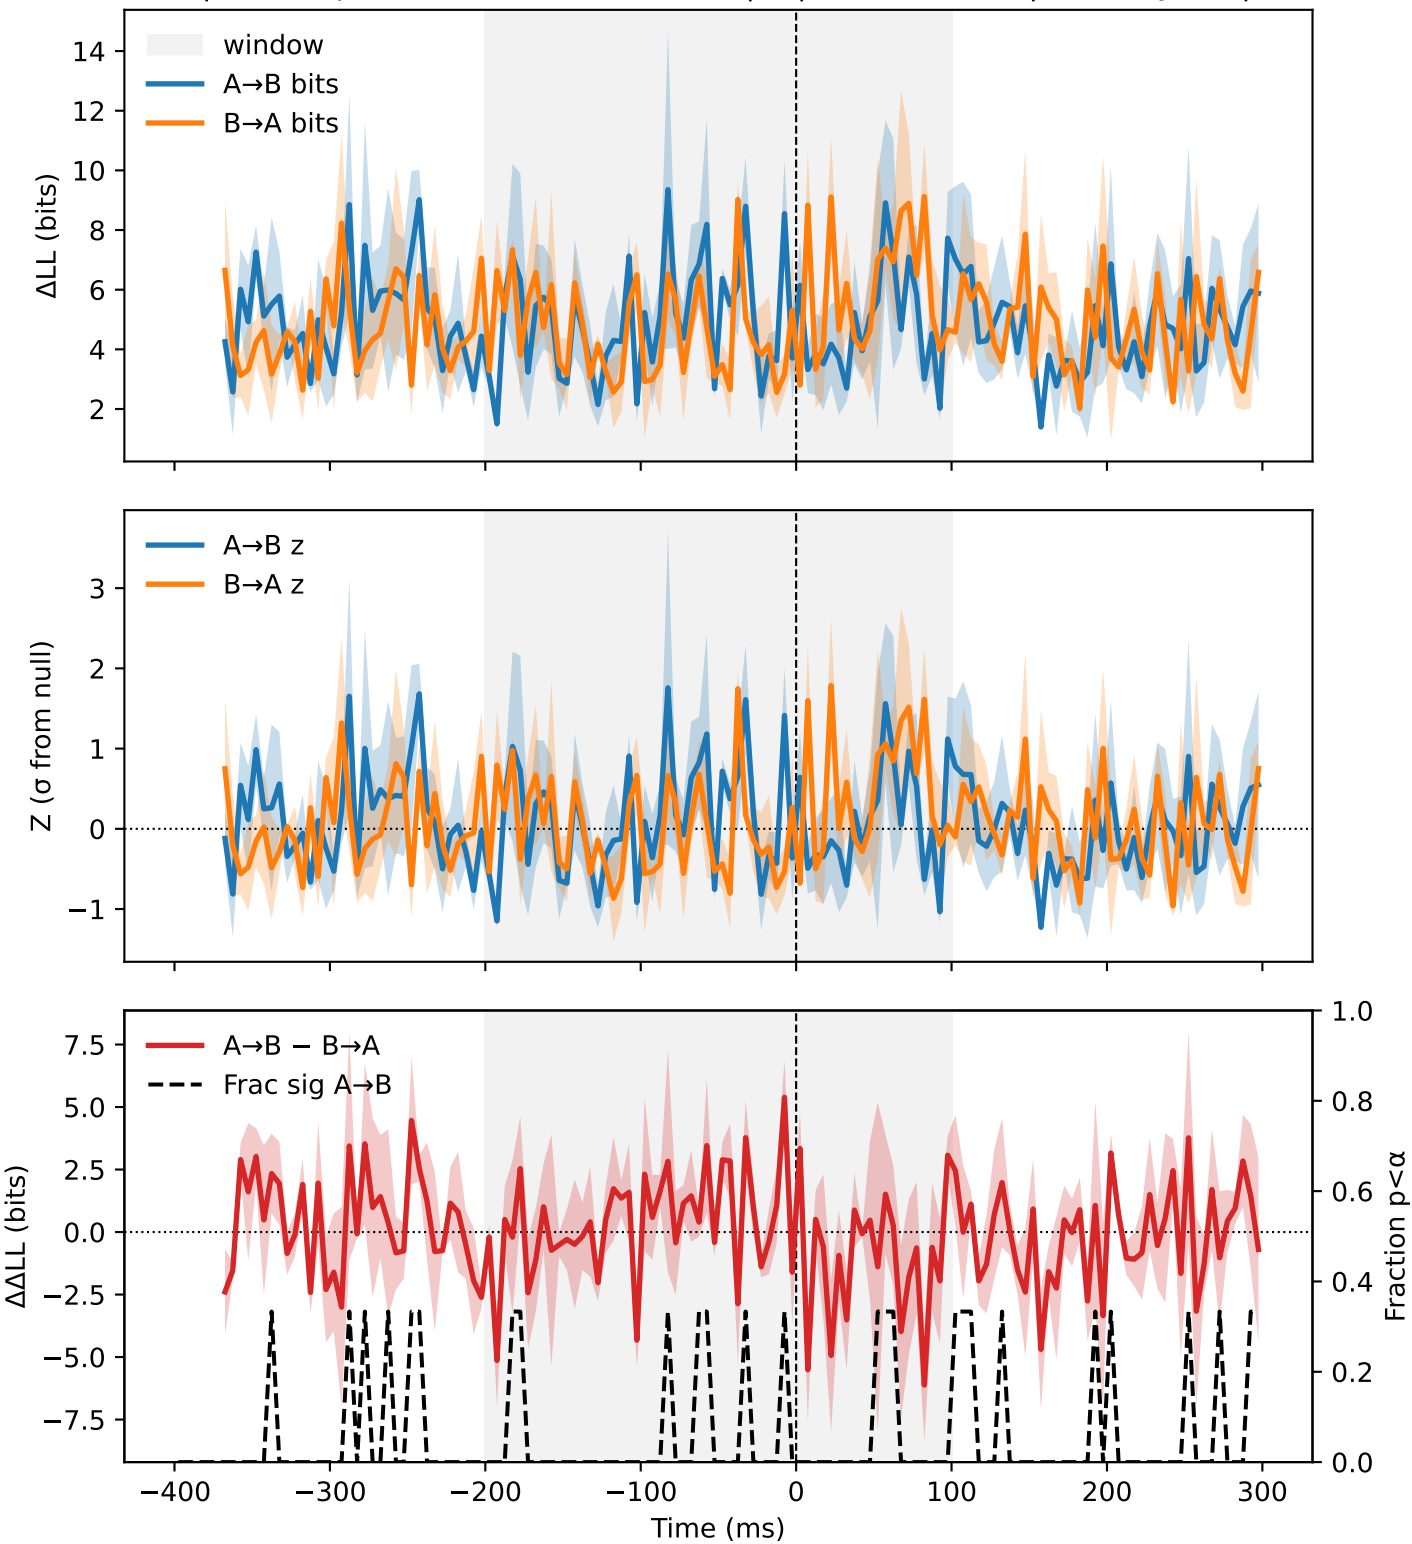 14
12
10
8
6
4
2
ΔLL (bits)
window
A→B bits
B→A bits
3
2
1
0
−1
Z (σ from null)
A→B z
B→A z
7.5
5.0
2.5
0.0
−2.5
−5.0
−7.5
ΔΔLL (bits)
A→B − B→A
Frac sig A→B
1.0
0.8
0.6
0.4
0.2
0.0
Fraction p<α
−400 −300 −200 −100 0 100 200 300
Time (ms)